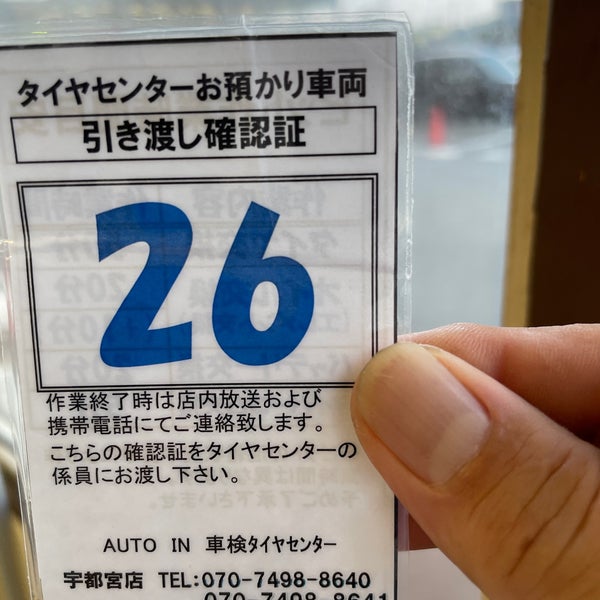 タイヤセンターお預かり車両
引き渡し確認証
26
作業終了時は店内放送および
携帯電話にてご連絡致します。
こちらの確認証をタイヤセンターの
係員にお渡し下さい。
AUTO IN 車検タイヤセンター
宇都宮店 TEL:070-7498-8640
070-7498-8641